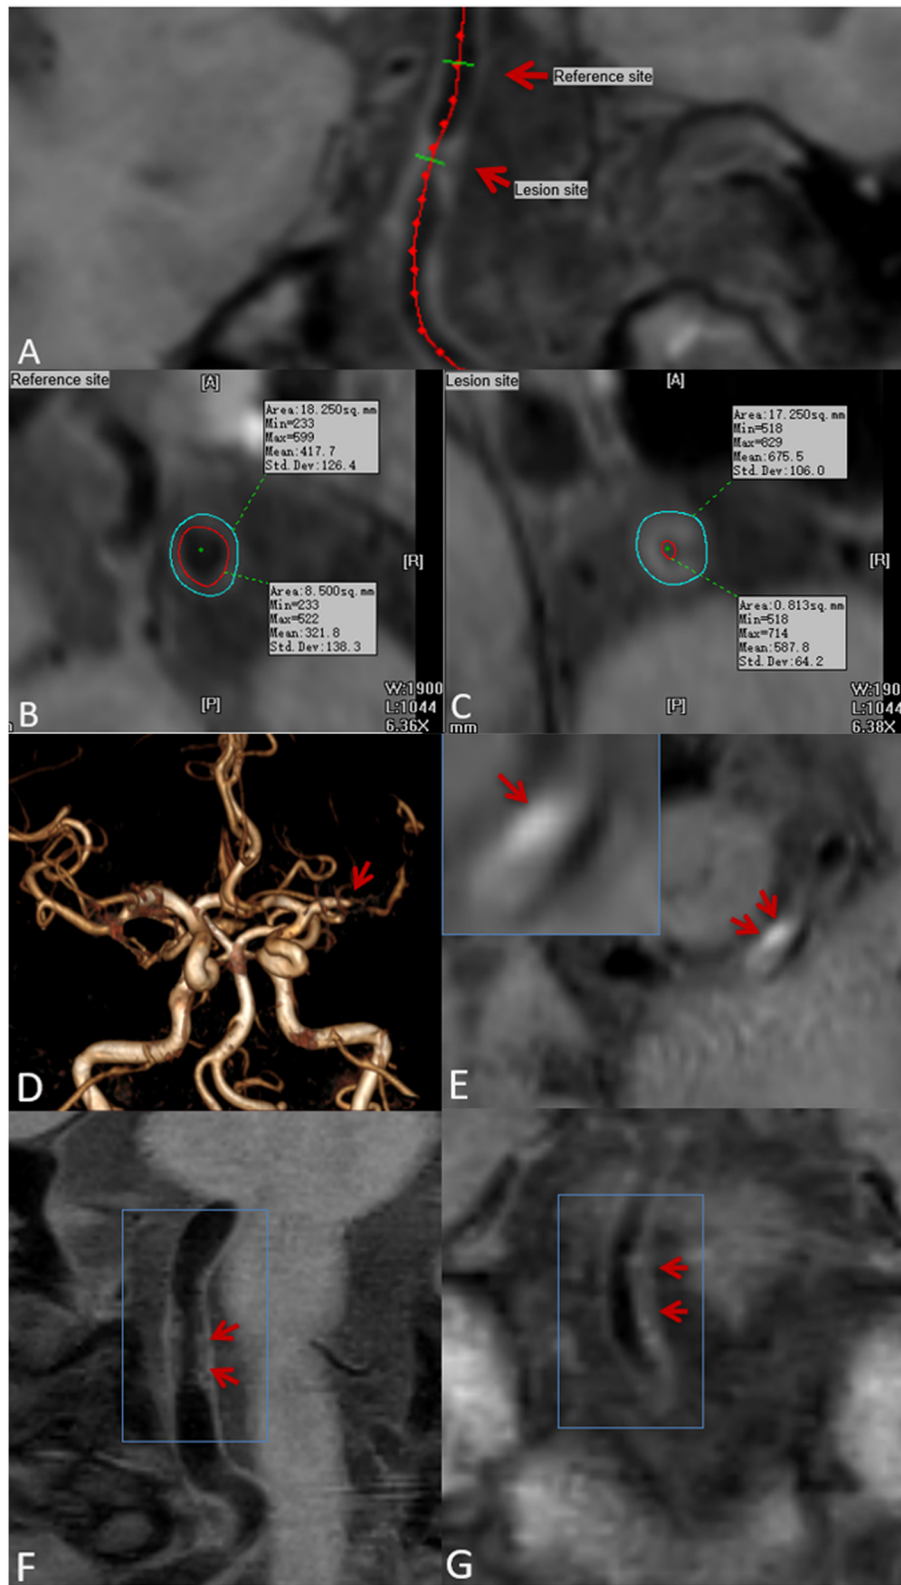 Reference site
Lesion site
A
Reference site
[A]
Area:18.250sq.mm
Min=233
Max=599
Mean:417.7
Std.Dev:126.4
[R]
Area:8.500sq.mm
Min=233
Max=522
Mean:321.8
Std.Dev:138.3
B
[P]
W:1900
L:1044
6.36X
Lesion site
[A]
Area:17.250sq.mm
Min=518
Max=829
Mean:675.5
Std.Dev:106.0
[R]
Area:0.813sq.mm
Min=518
Max=714
Mean:587.8
Std.Dev:64.2
C
mm
[P]
W:190
L:1044
6.38X
D
E
F
G